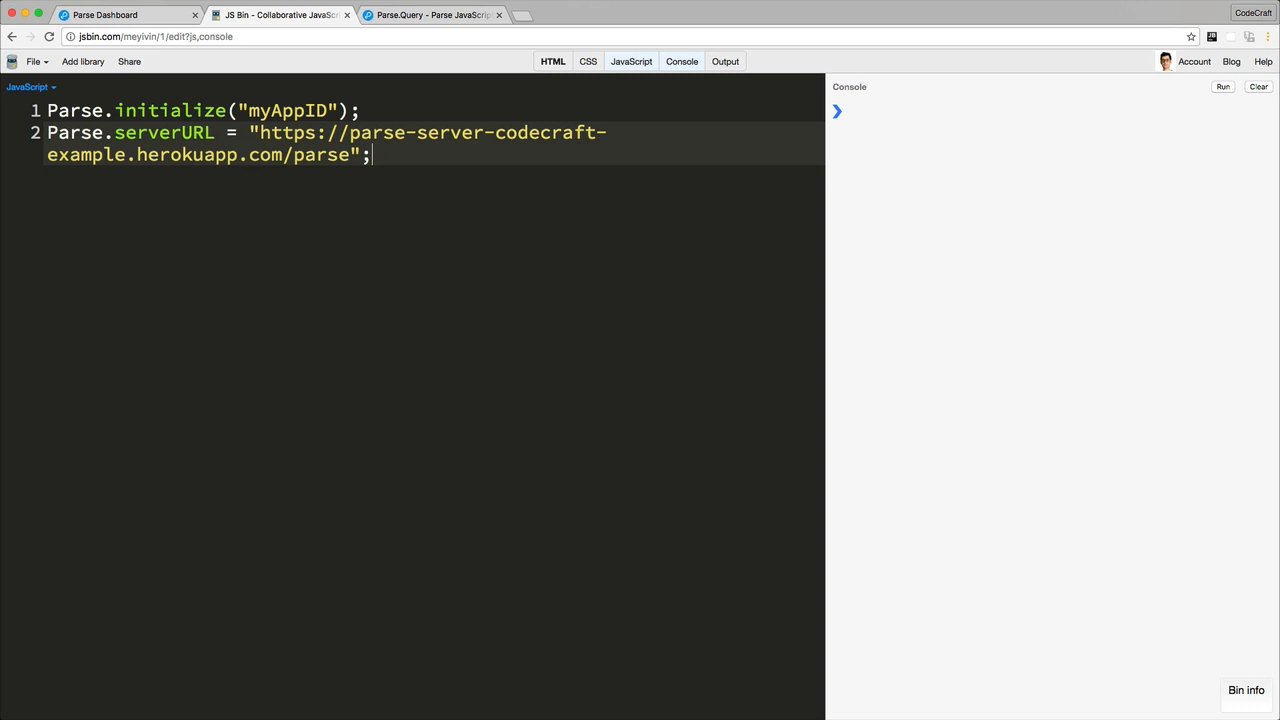 Parse Dashboard
JS Bin - Collaborative JavaScri
Parse.Query - Parse JavaScript
CodeCraft
jsbin.com/meyivin/1/edit?js,console
File
Add library
Share
HTML
CSS
JavaScript
Console
Output
Account
Blog
Help
JavaScript
Console
Run
Clear
1 Parse.initialize("myAppID");
2 Parse.serverURL = "https://parse-server-codecraft-
example.herokuapp.com/parse";
Bin info